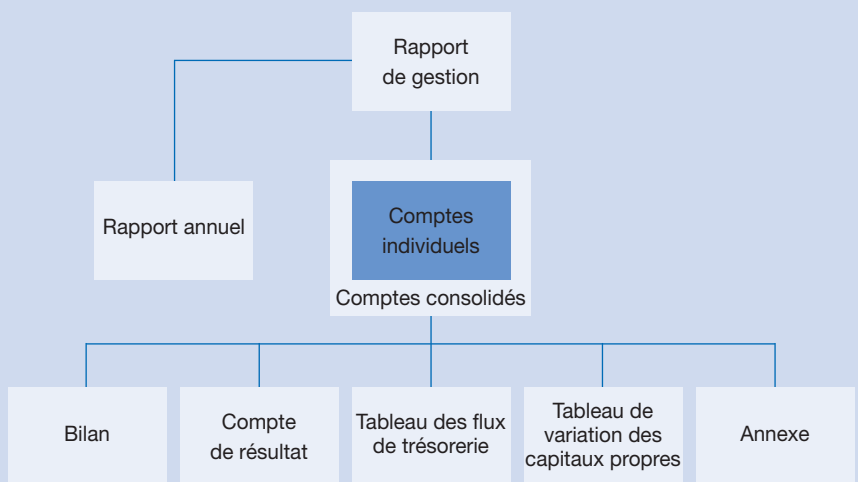 Rapport
de gestion
Rapport annuel
Comptes
individuels
Comptes consolidés
Bilan
Compte
de résultat
Tableau des flux
de trésorerie
Tableau de
variation des
capitaux propres
Annexe